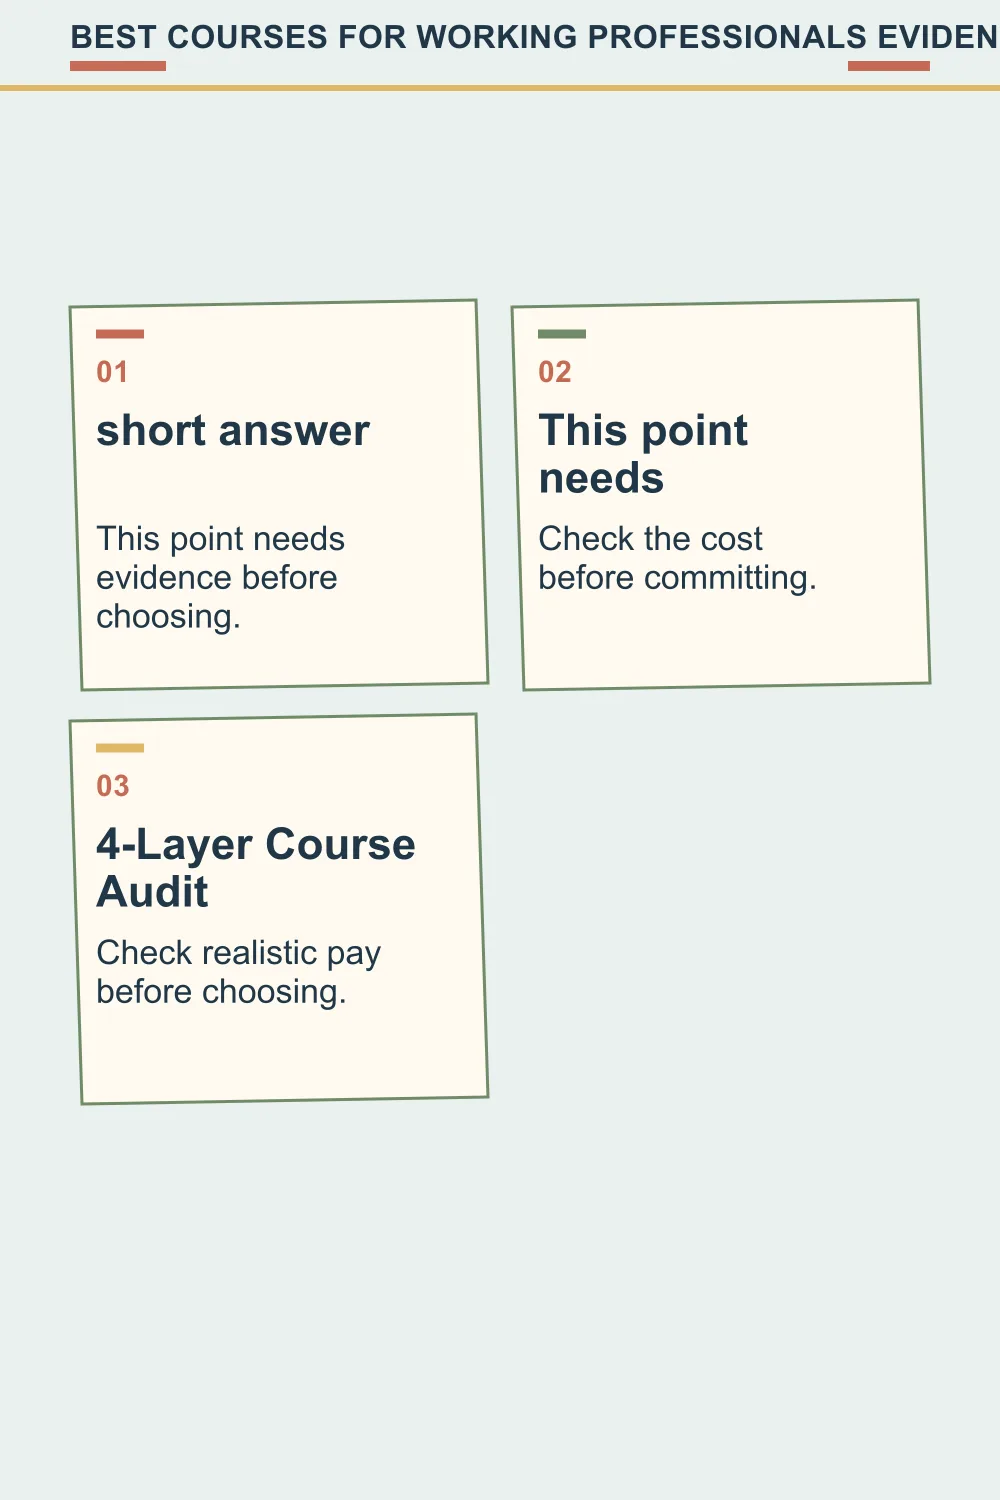 BEST COURSES FOR WORKING PROFESSIONALS EVIDEN
01
short answer
This point needs
evidence before
choosing.
02
This point
needs
Check the cost
before committing.
03
4-Layer Course
Audit
Check realistic pay
before choosing.